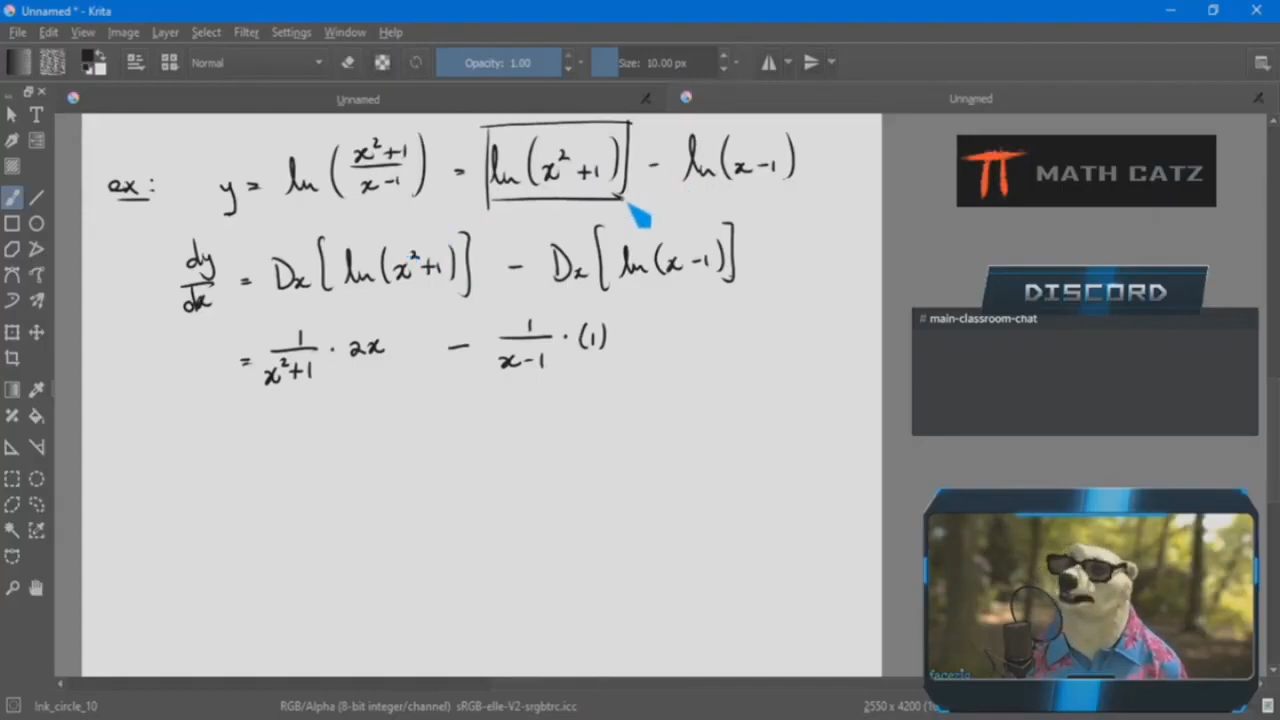 Unnamed * - Krita
File Edit View Image Layer Select Filter Settings Instagram Window Help
Normal Opacity: 1.00 Size: 10.00 px
Unnamed Unnamed
ex: y = ln(x²+1/x-1) = ln(x²+1) - ln(x-1)
dy/dx = Dx[ln(x²+1)] - Dx[ln(x-1)]
= 1/x²+1 · 2x - 1/x-1 · (1)
π MATH CATZ
DISCORD
# main-classroom-chat
facerig
Ink_circle_10 RGB/Alpha (8-bit integer/channel) sRGB-elle-V2-srgbtrc.icc 2550 x 4200